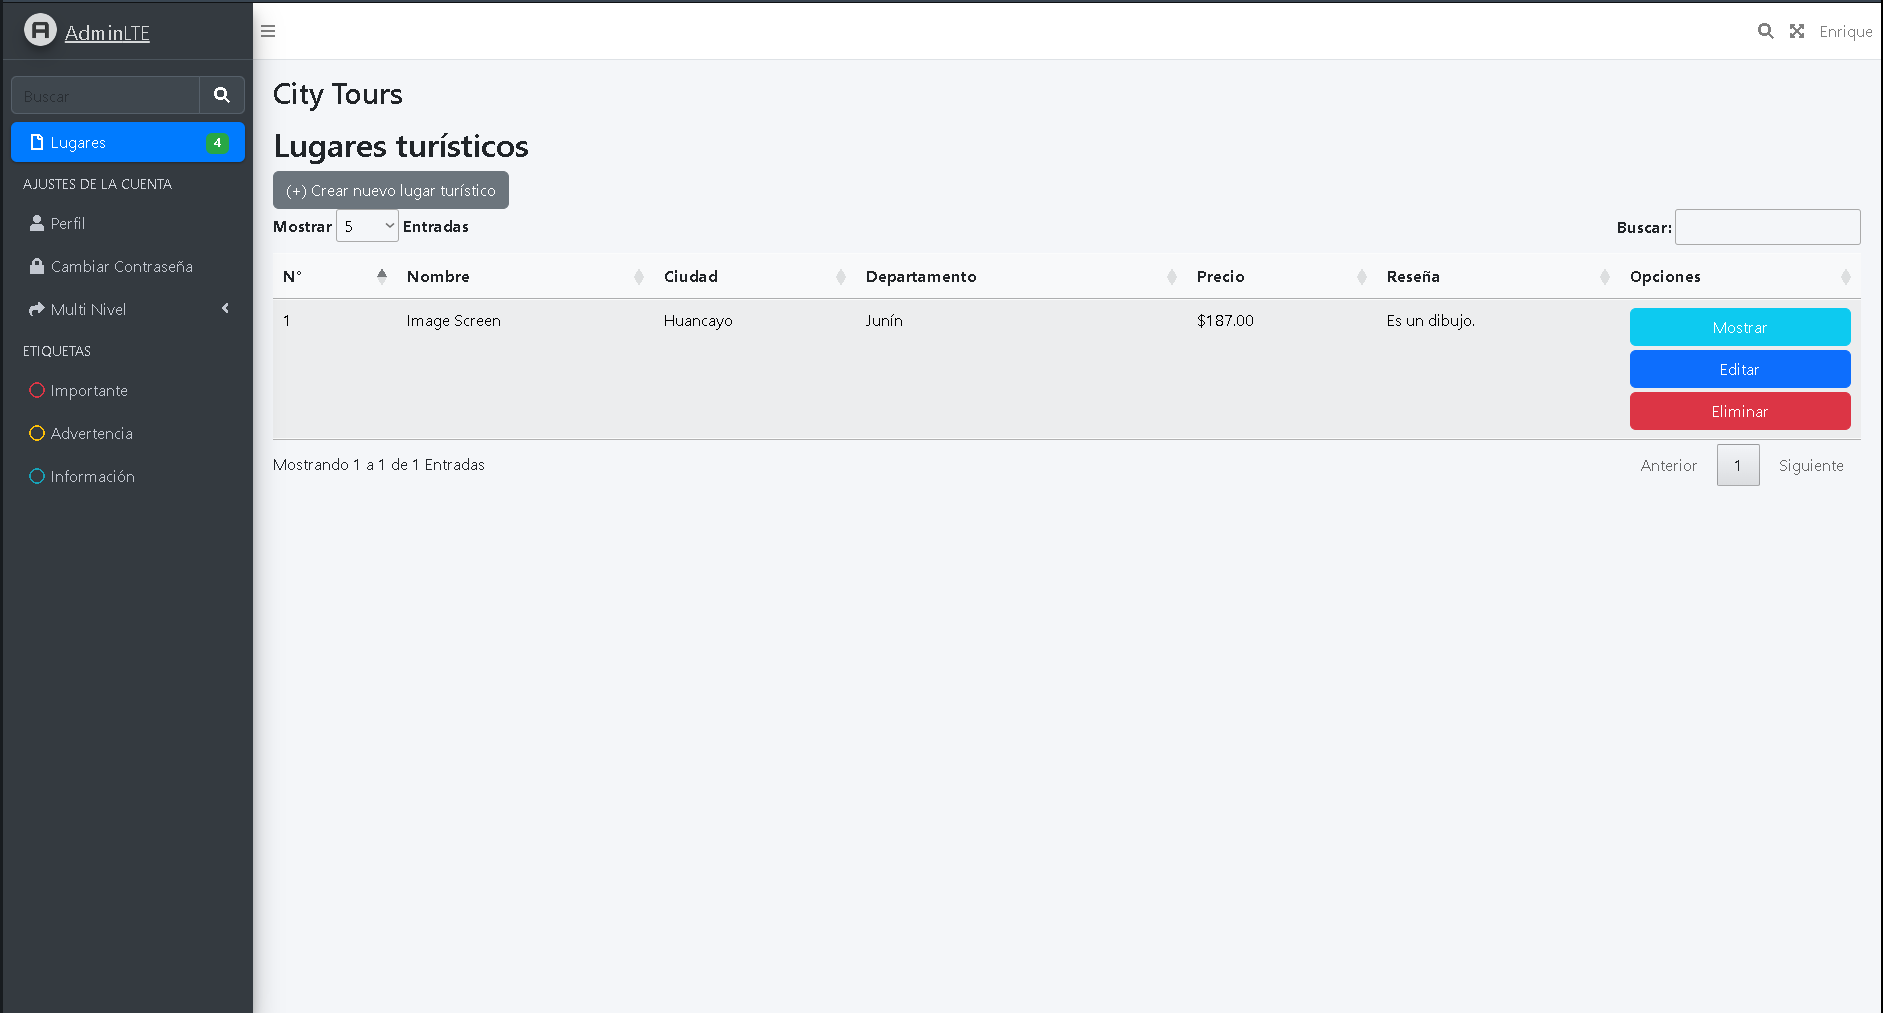 AdminLTE
Enrique
Buscar
Lugares 4
AJUSTES DE LA CUENTA
Perfil
Cambiar Contraseña
Multi Nivel
ETIQUETAS
Importante
Advertencia
Información
City Tours
Lugares turísticos
(+) Crear nuevo lugar turístico
Mostrar 5 Entradas
Buscar:
N° Nombre Ciudad Departamento Precio Reseña Opciones
1 Image Screen Huancayo Junín $187.00 Es un dibujo. Mostrar
Editar
Eliminar
Mostrando 1 a 1 de 1 Entradas
Anterior 1 Siguiente